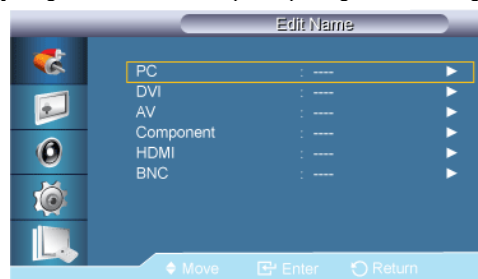 Edit Name
PC : ---- ►
DVI : ---- ►
AV : ---- ►
Component : ---- ►
HDMI : ---- ►
BNC : ---- ►
Move Enter Return